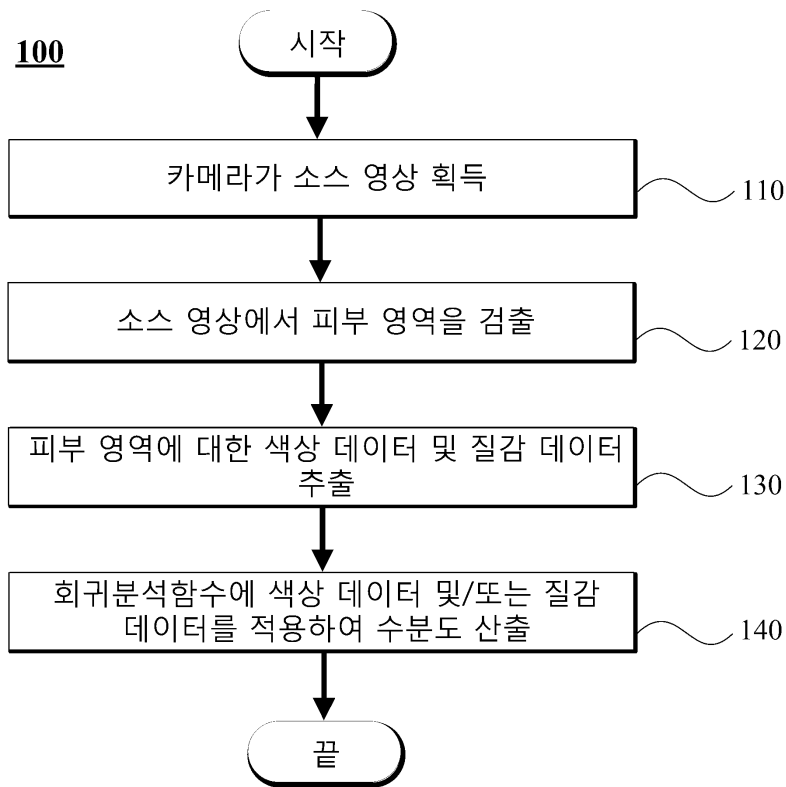 시작
100
카메라가 소스 영상 획득
110
소스 영상에서 피부 영역을 검출
120
피부 영역에 대한 색상 데이터 및 질감 데이터
추출
130
회귀분석함수에 색상 데이터 및/또는 질감
데이터를 적용하여 수분도 산출
140
끝